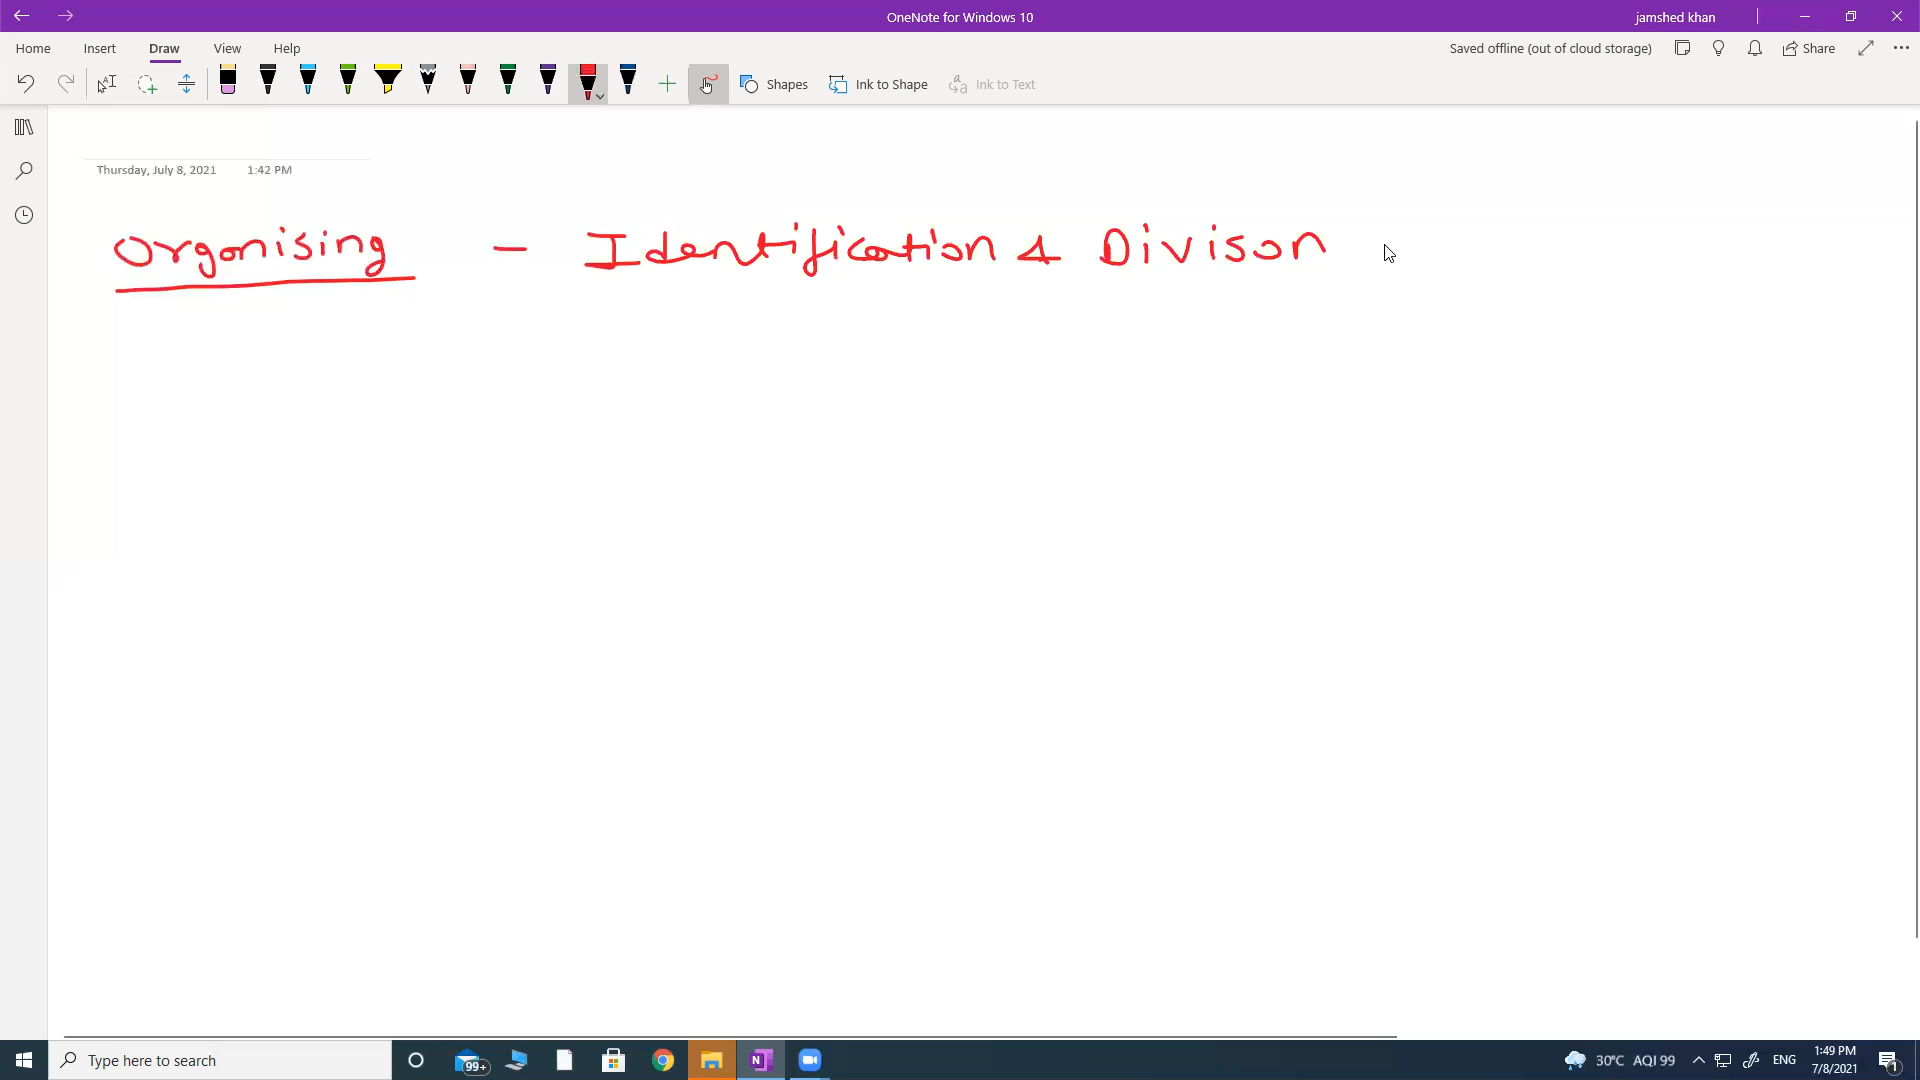 OneNote for Windows 10
jamshed khan
Home Insert Draw View Help
Saved offline (out of cloud storage)
Share
Shapes
Ink to Shape
Ink to Text
Thursday, July 8, 2021 1:42 PM
Organising - Identification & Divison
Type here to search
99+
30°C AQI 99
ENG
1:49 PM
7/8/2021
1